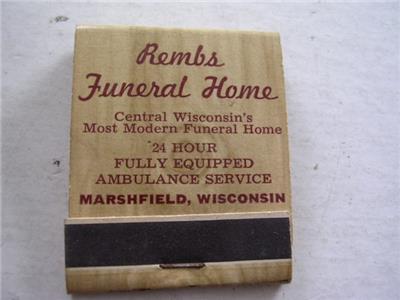 Rembs
Funeral Home
Central Wisconsin's
Most Modern Funeral Home
24 HOUR
FULLY EQUIPPED
AMBULANCE SERVICE
MARSHFIELD, WISCONSIN